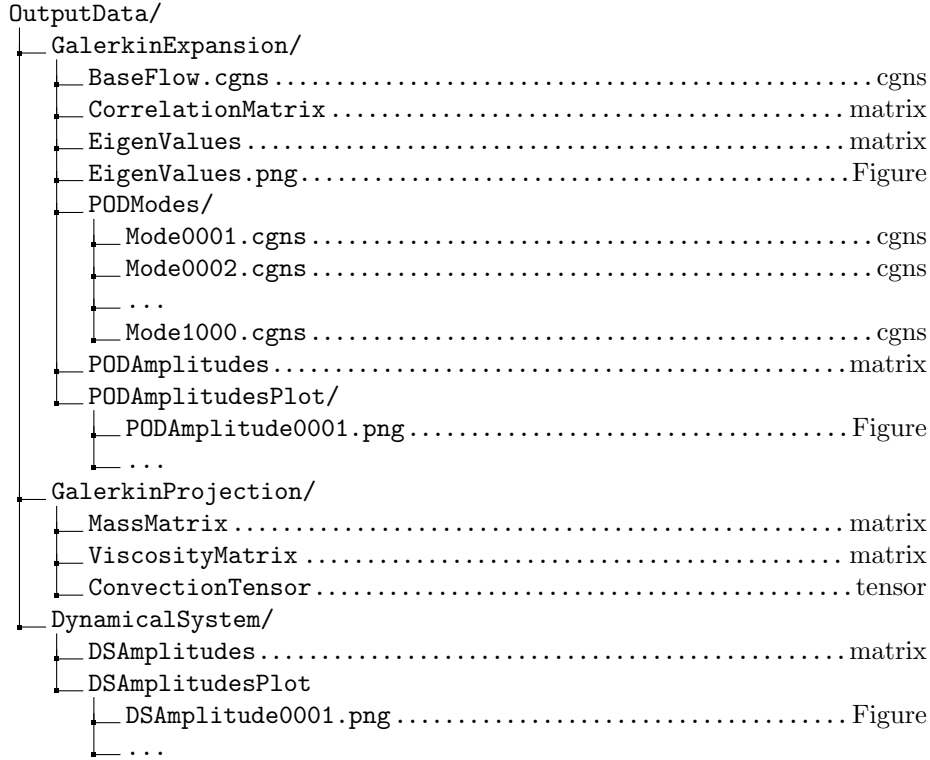 OutputData/
GalerkinExpansion/
BaseFlow.cgns ........................................................ cgns
CorrelationMatrix ................................................ matrix
EigenValues ........................................................ matrix
EigenValues.png .................................................... Figure
PODModes/
Mode0001.cgns ..................................................... cgns
Mode0002.cgns ..................................................... cgns
...
Mode1000.cgns ..................................................... cgns
PODAmplitudes ..................................................... matrix
PODAmplitudesPlot/
PODAmplitude0001.png ........................................ Figure
...
GalerkinProjection/
MassMatrix ......................................................... matrix
ViscosityMatrix .................................................. matrix
ConvectionTensor ................................................. tensor
DynamicalSystem/
DSAmplitudes ...................................................... matrix
DSAmplitudesPlot
DSAmplitude0001.png .......................................... Figure
...